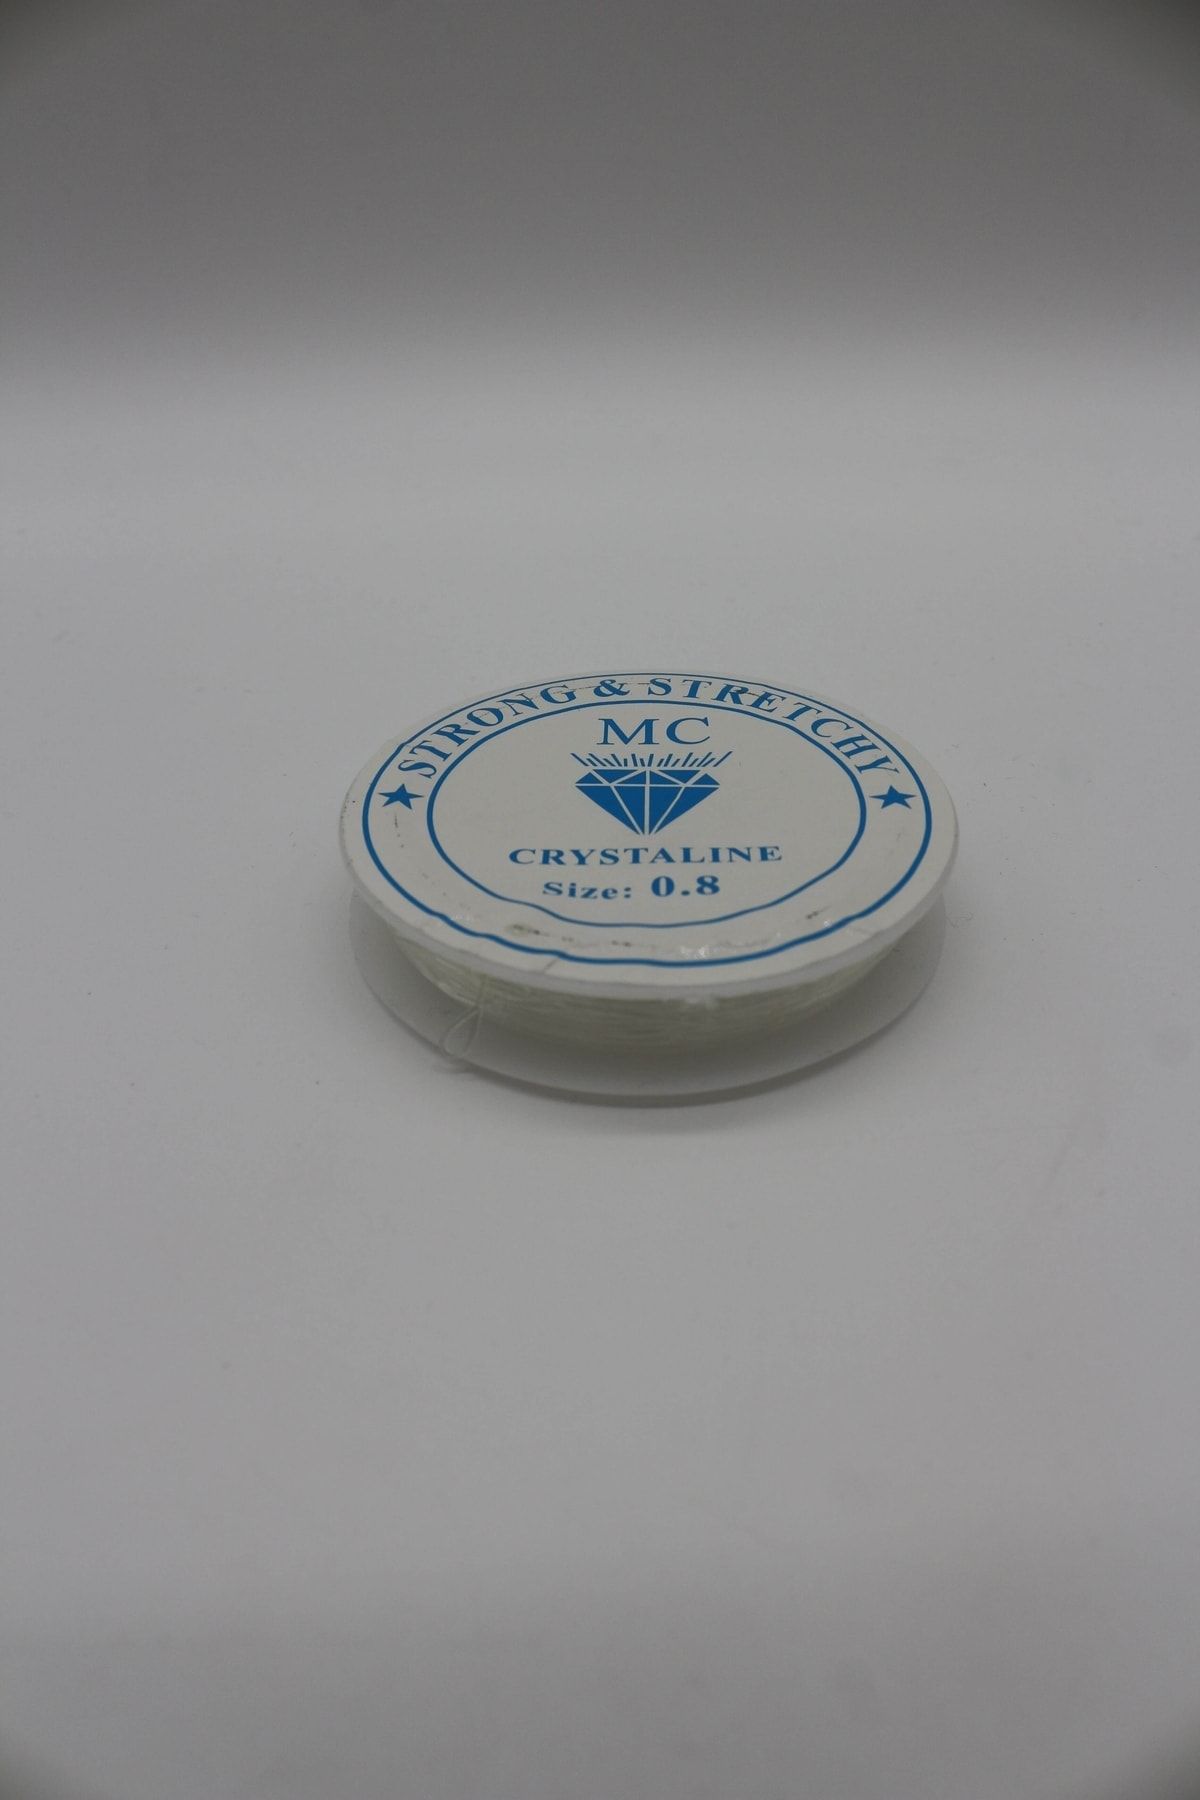 STRONG & STRETCHY
MC
CRYSTALINE
Size: 0.8